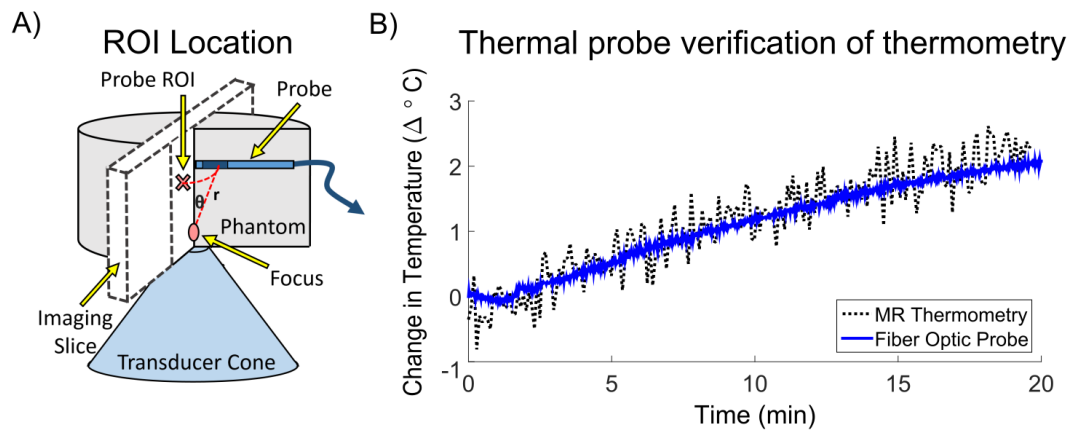 A)
ROI Location
Probe ROI
Probe
θ
r
Phantom
Focus
Imaging
Slice
Transducer Cone
B)
Thermal probe verification of thermometry
Change in Temperature (Δ ° C)
3
2
1
0
-1
0
5
10
15
20
MR Thermometry
Fiber Optic Probe
Time (min)